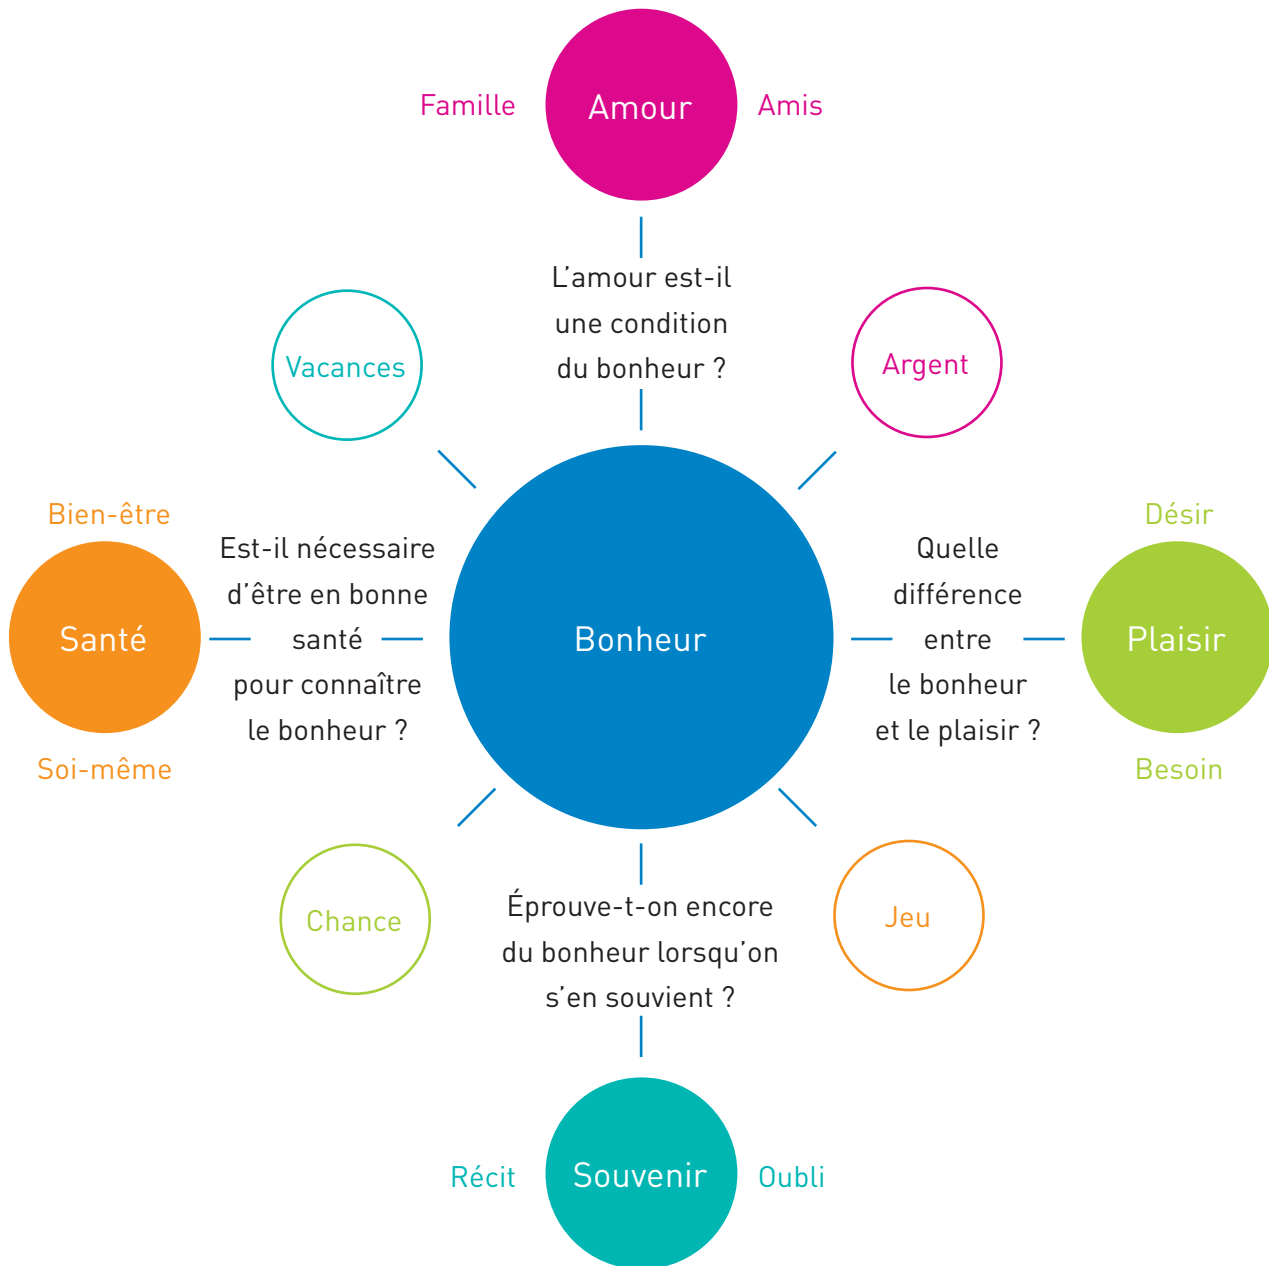 Famille
Amour
Amis
L’amour est-il
une condition
du bonheur ?
Vacances
Argent
Bien-être
Santé
Soi-même
Est-il nécessaire
d’être en bonne
santé
pour connaître
le bonheur ?
Bonheur
Quelle
différence
entre
le bonheur
et le plaisir ?
Désir
Plaisir
Besoin
Chance
Éprouve-t-on encore
du bonheur lorsqu’on
s’en souvient ?
Jeu
Récit
Souvenir
Oubli